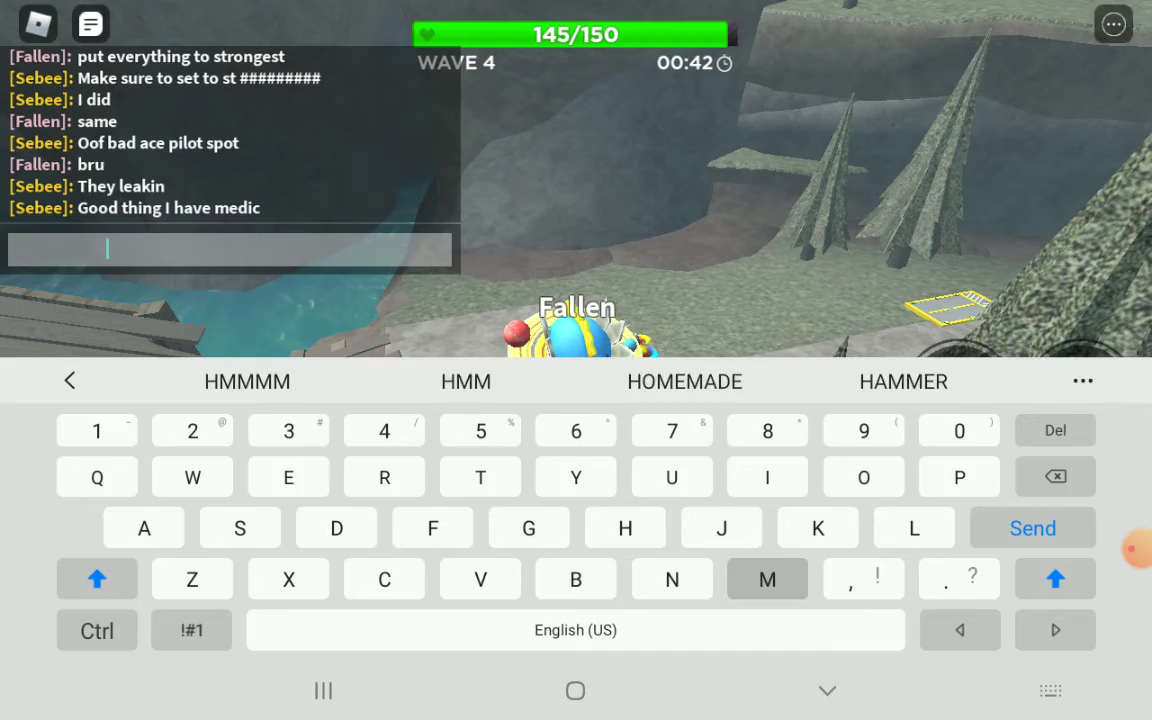 145/150
WAVE 4 00:42
[Fallen]: put everything to strongest
[Sebee]: Make sure to set to st #########
[Sebee]: I did
[Fallen]: same
[Sebee]: Oof bad ace pilot spot
[Fallen]: bru
[Sebee]: They leakin
[Sebee]: Good thing I have medic
Fallen
HMMMM HMM HOMEMADE HAMMER
1 - 2 @ 3 # 4 / 5 % 6 ^ 7 & 8 * 9 ( 0 ) Del
Q W E R T Y U I O P
A S D F G H J K L Send
Z X C V B N M , ! . ?
Ctrl !#1 English (US)